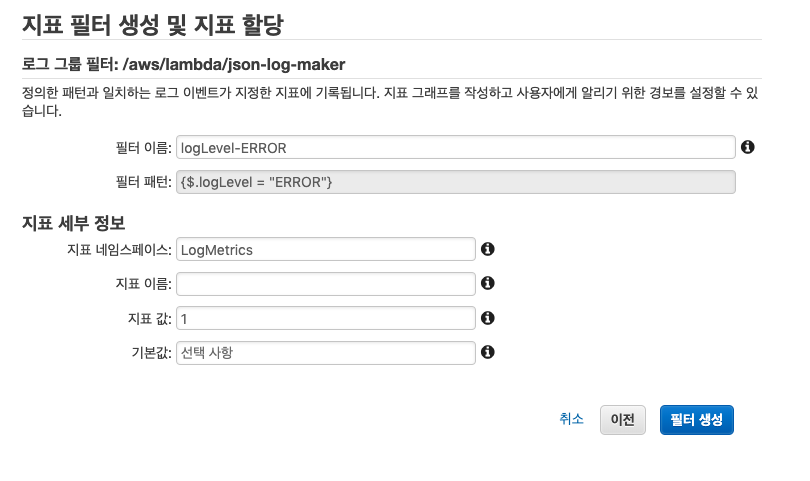 지표 필터 생성 및 지표 할당
로그 그룹 필터: /aws/lambda/json-log-maker
정의한 패턴과 일치하는 로그 이벤트가 지정한 지표에 기록됩니다. 지표 그래프를 작성하고 사용자에게 알리기 위한 경보를 설정할 수 있
습니다.
필터 이름: logLevel-ERROR
필터 패턴: {$.logLevel = "ERROR"}
지표 세부 정보
지표 네임스페이스: LogMetrics
지표 이름:
지표 값: 1
기본값: 선택 사항
취소 이전 필터 생성